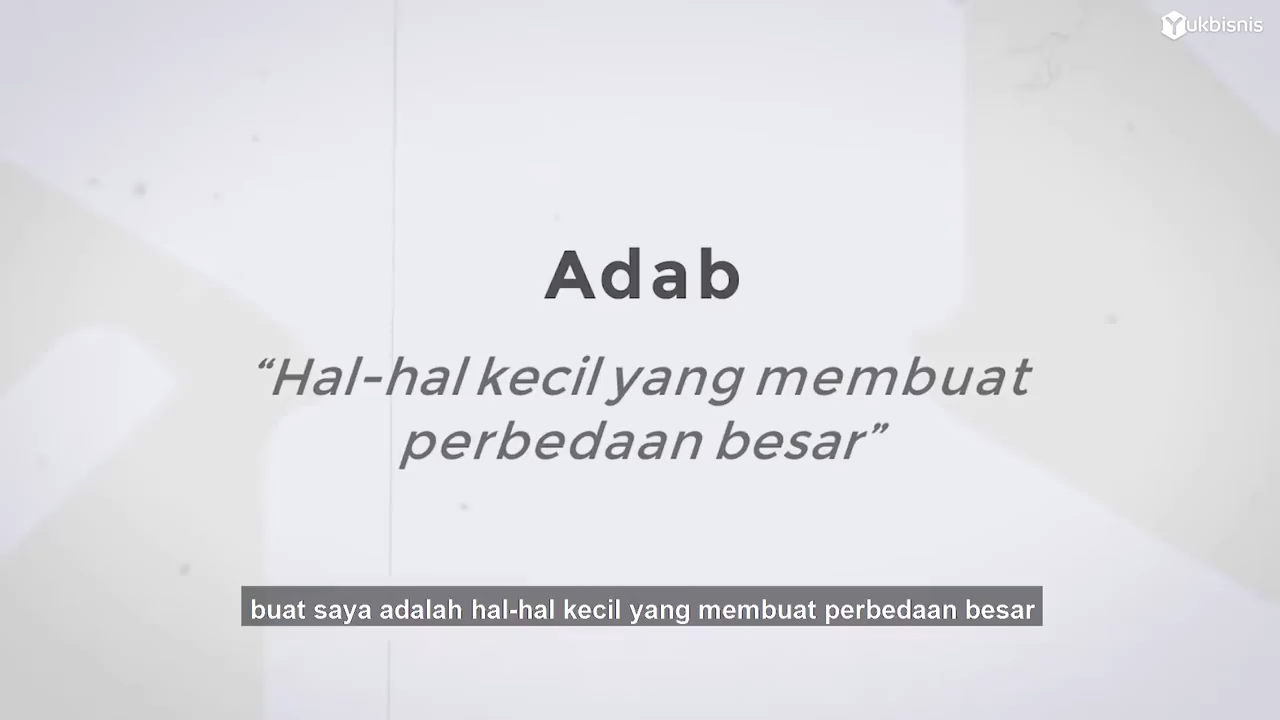 Yukbisnis
Adab
“Hal-hal kecil yang membuat
perbedaan besar”
buat saya adalah hal-hal kecil yang membuat perbedaan besar